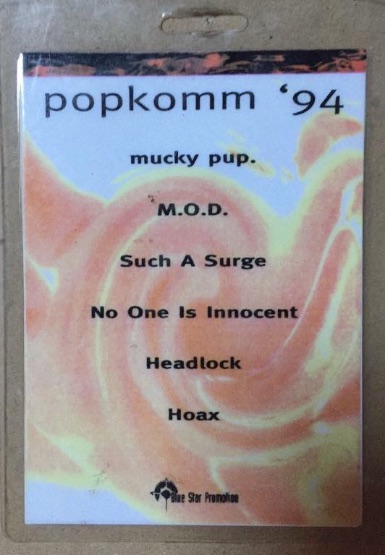 popkomm ‘94
mucky pup.
M.O.D.
Such A Surge
No One Is Innocent
Headlock
Hoax
Blue Star Promotion